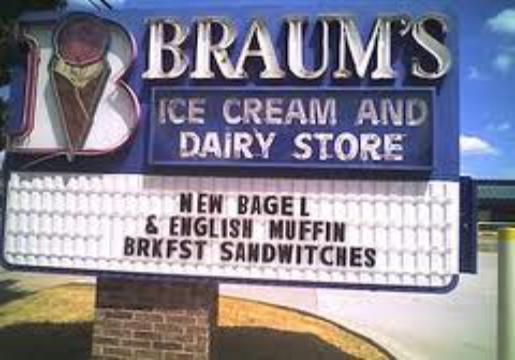 B
BRAUM'S
ICE CREAM AND
DAIRY STORE
NEW BAGEL
& ENGLISH MUFFIN
BRKFST SANDWITCHES